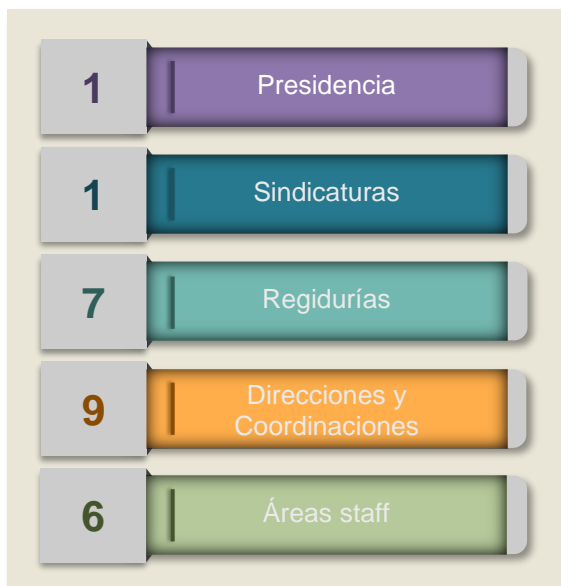 1
Presidencia
1
Sindicaturas
7
Regidurías
9
Direcciones y
Coordinaciones
6
Áreas staff